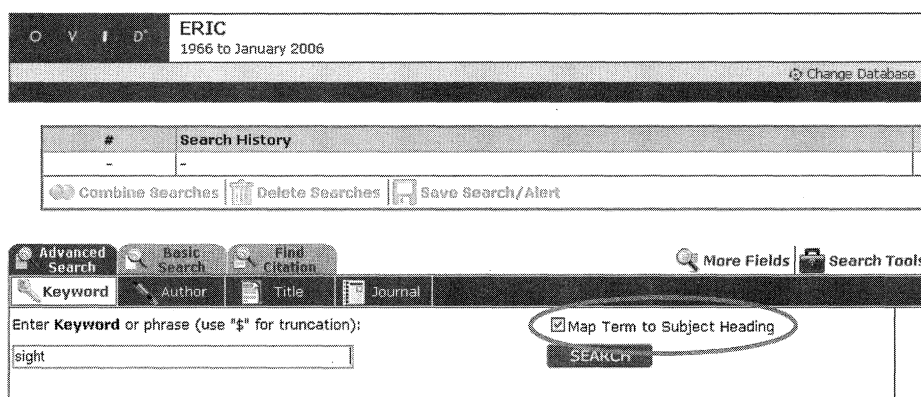 OVID ERIC
1966 to January 2006
Change Database
# Search History
- -
Combine Searches Delete Searches Save Search/Alert
Advanced Search Basic Search Find Citation More Fields Search Tools
Keyword Author Title Journal
Enter Keyword or phrase (use "$" for truncation): Map Term to Subject Heading
sight SEARCH